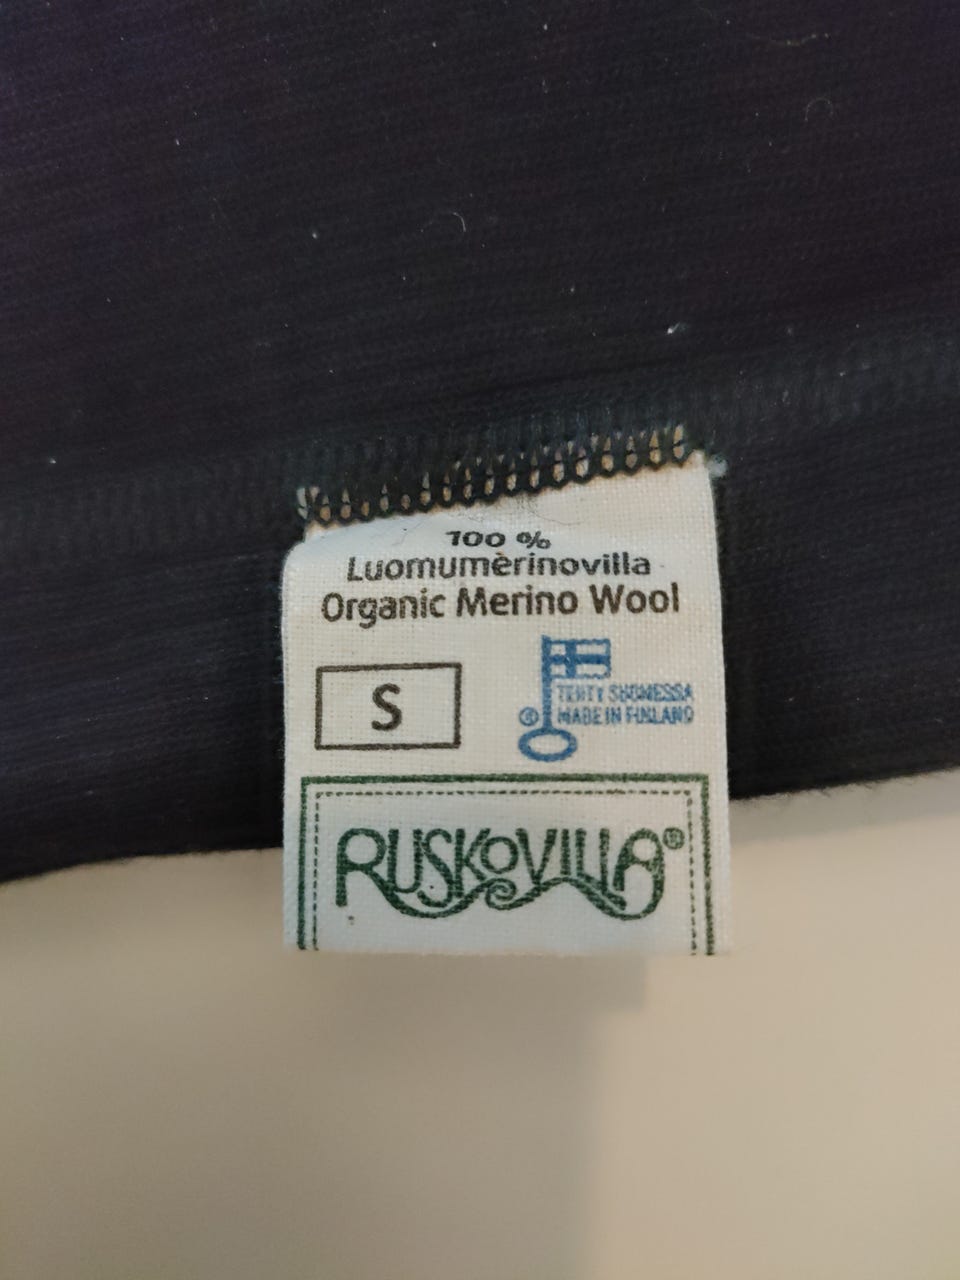 100 %
Luomumèrinovilla
Organic Merino Wool
S
TEHTY SUOMESSA
® MADE IN FINLAND
RUSKOVILLA®